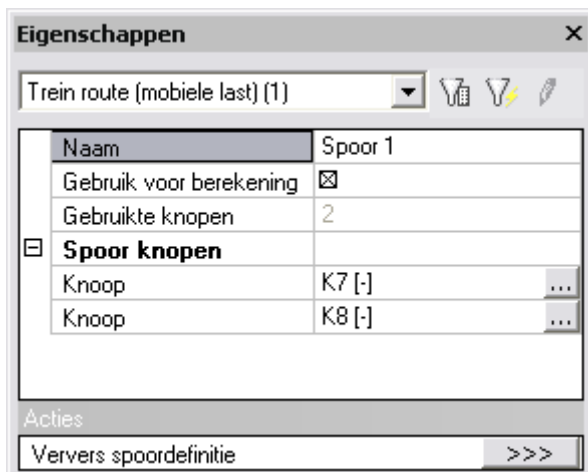 Eigenschappen
Trein route (mobiele last) (1)
Naam Spoor 1
Gebruik voor berekening
Gebruikte knopen 2
Spoor knopen
Knoop K7 [-] ...
Knoop K8 [-] ...
Acties
Ververs spoordefinitie >>>